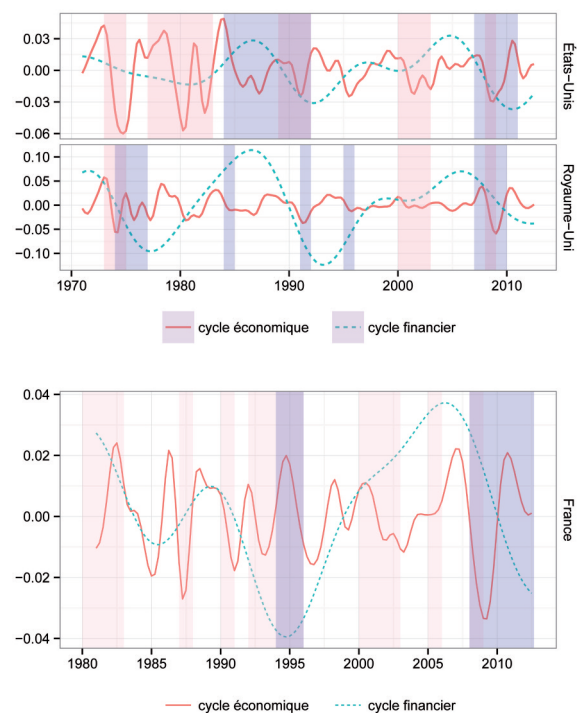 0.03
0.00
−0.03
−0.06
États−Unis
0.10
0.05
0.00
−0.05
−0.10
Royaume−Uni
1970 1980 1990 2000 2010
cycle économique cycle financier
0.04
0.02
0.00
−0.02
−0.04
France
1980 1985 1990 1995 2000 2005 2010
cycle économique cycle financier